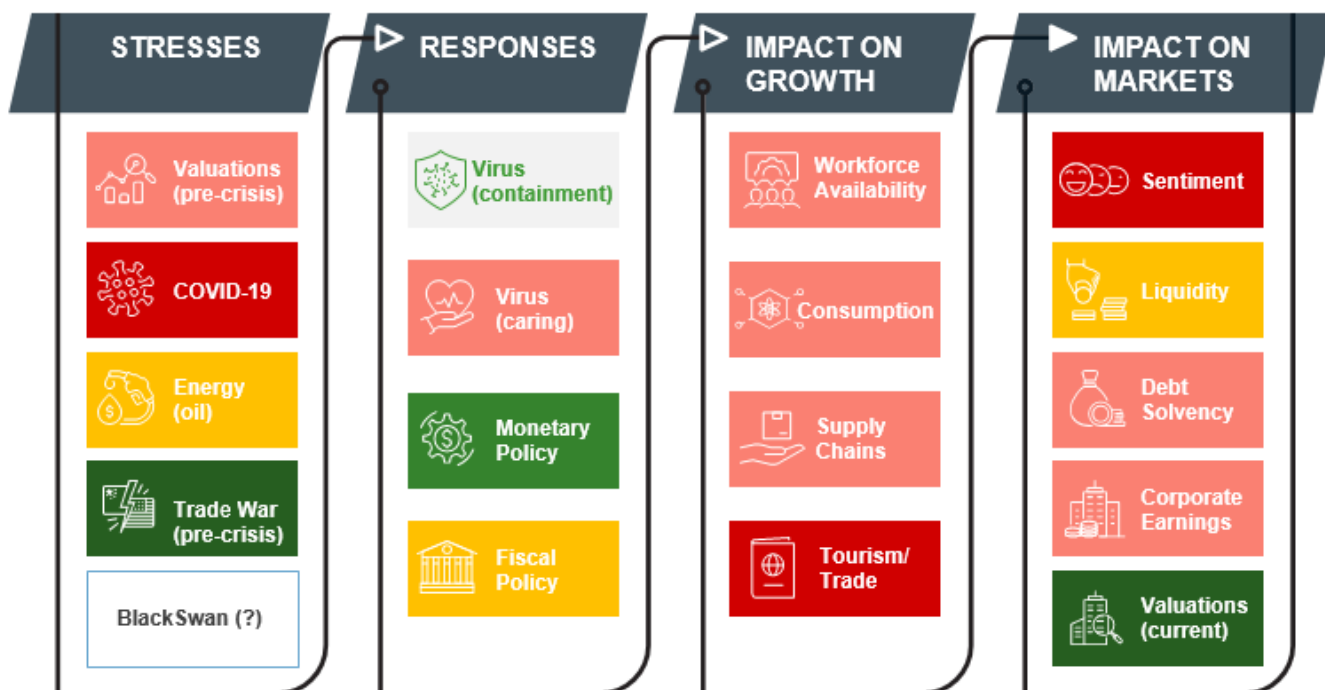 STRESSES
Valuations
(pre-crisis)
COVID-19
Energy
(oil)
Trade War
(pre-crisis)
BlackSwan (?)
RESPONSES
Virus
(containment)
Virus
(caring)
Monetary
Policy
Fiscal
Policy
IMPACT ON
GROWTH
Workforce
Availability
Consumption
Supply
Chains
Tourism/
Trade
IMPACT ON
MARKETS
Sentiment
Liquidity
Debt
Solvency
Corporate
Earnings
Valuations
(current)